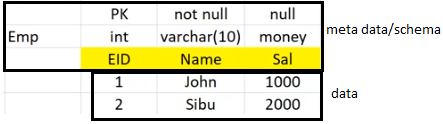 PK not null null
Emp int varchar(10) money meta data/schema
EID Name Sal
1 John 1000
2 Sibu 2000 data